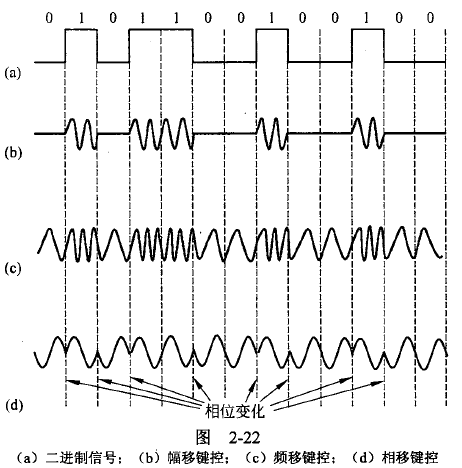 0 1 0 1 1 0 0 1 0 0 1 0 0
(a)
(b)
(c)
(d)
相位变化
图 2-22
(a) 二进制信号; (b) 幅移键控; (c) 频移键控; (d) 相移键控